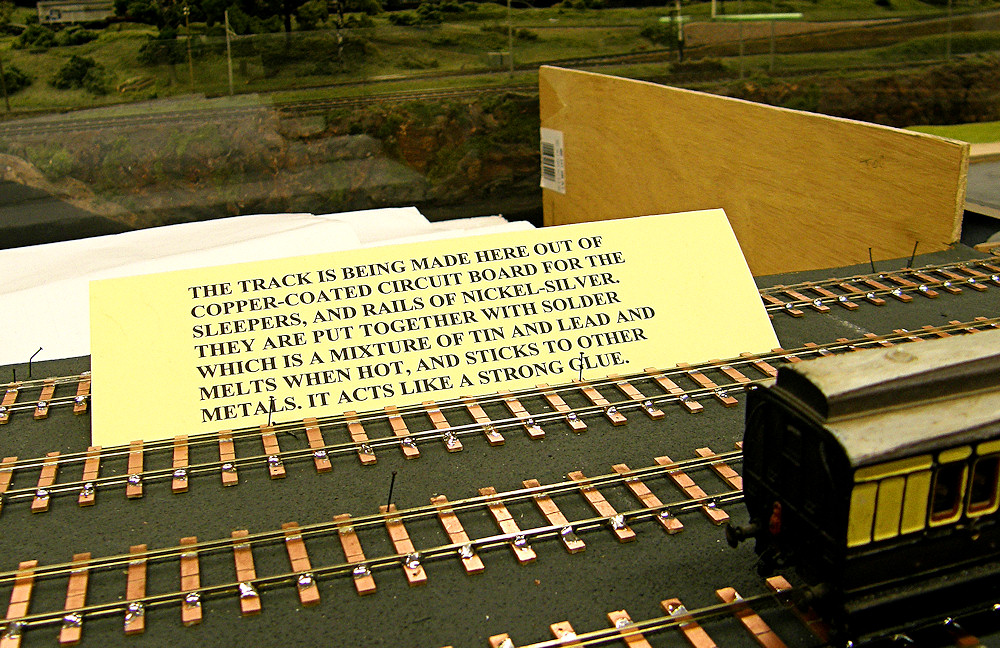 THE TRACK IS BEING MADE HERE OUT OF
COPPER-COATED CIRCUIT BOARD FOR THE
SLEEPERS, AND RAILS OF NICKEL-SILVER.
THEY ARE PUT TOGETHER WITH SOLDER
WHICH IS A MIXTURE OF TIN AND LEAD AND
MELTS WHEN HOT, AND STICKS TO OTHER
METALS. IT ACTS LIKE A STRONG GLUE.